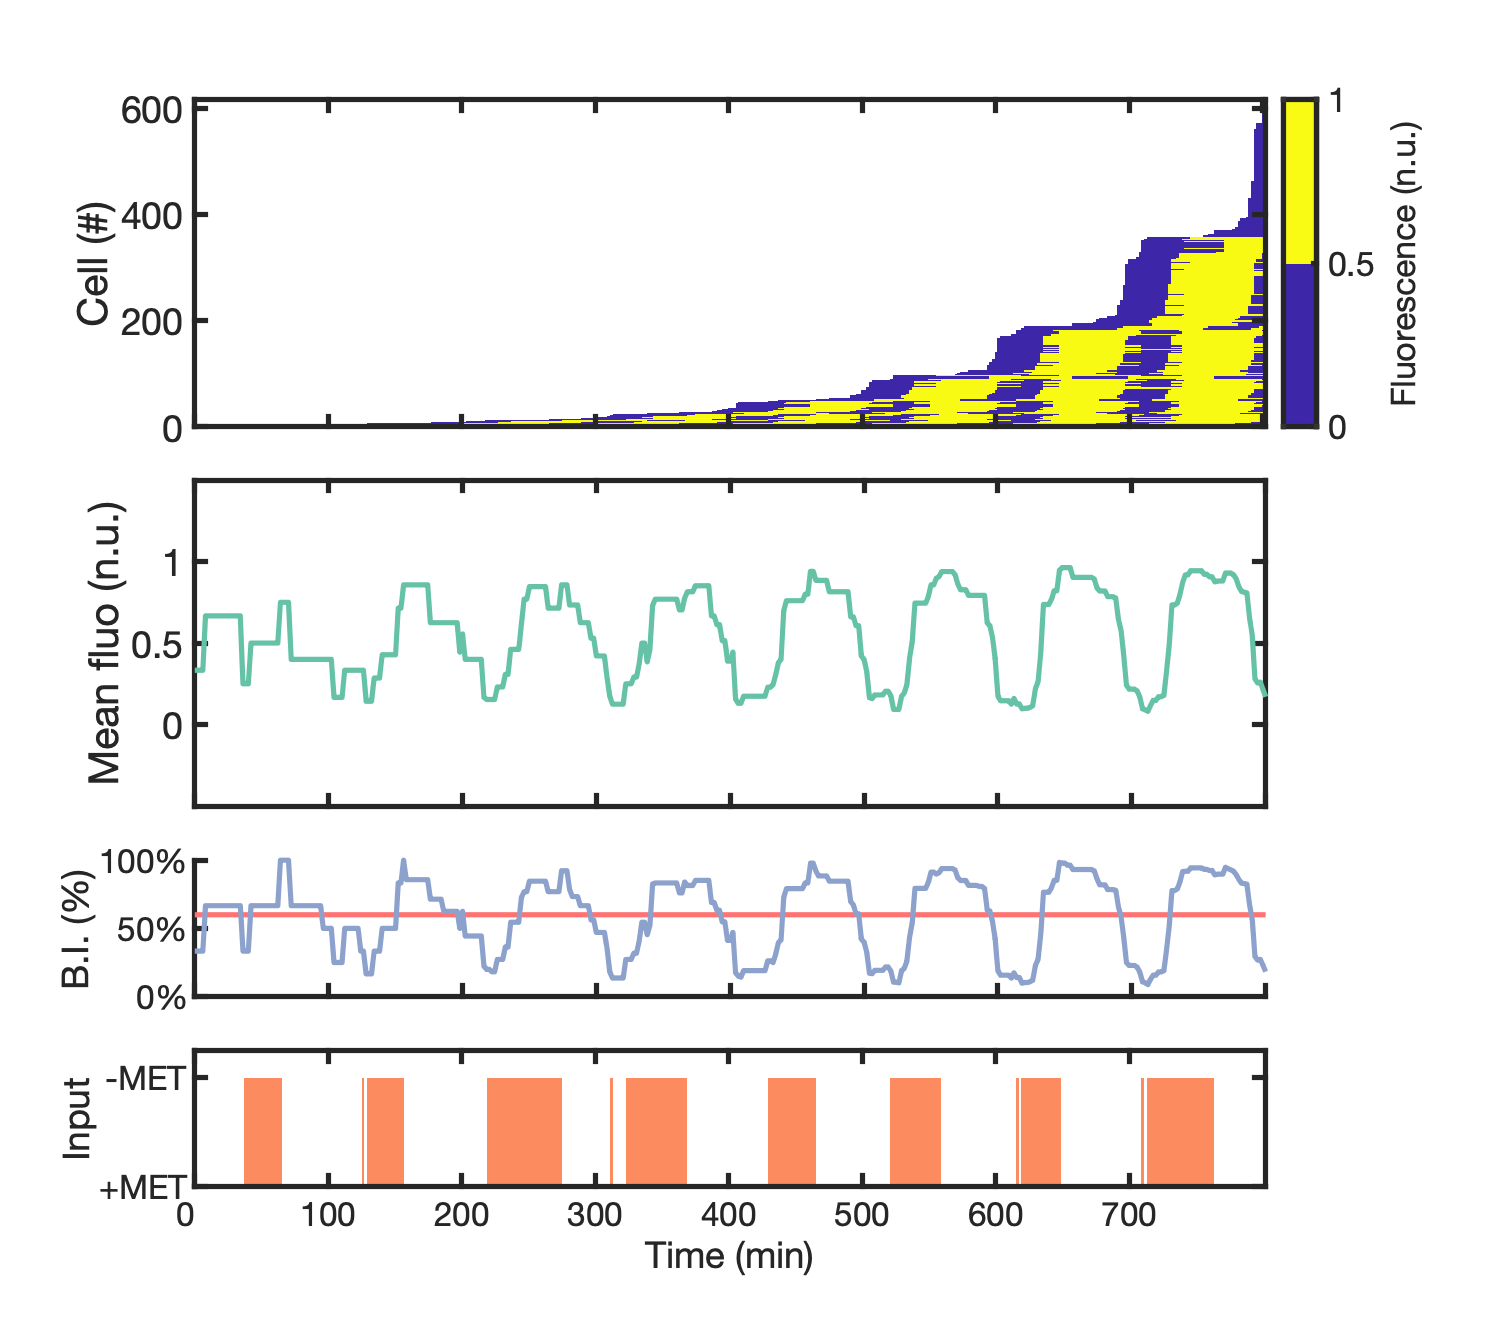 600
400
200
0
Cell (#)
1
0.5
0
Fluorescence (n.u.)
1
0.5
0
Mean fluo (n.u.)
100%
50%
0%
B.I. (%)
-MET
+MET
Input
0 100 200 300 400 500 600 700
Time (min)